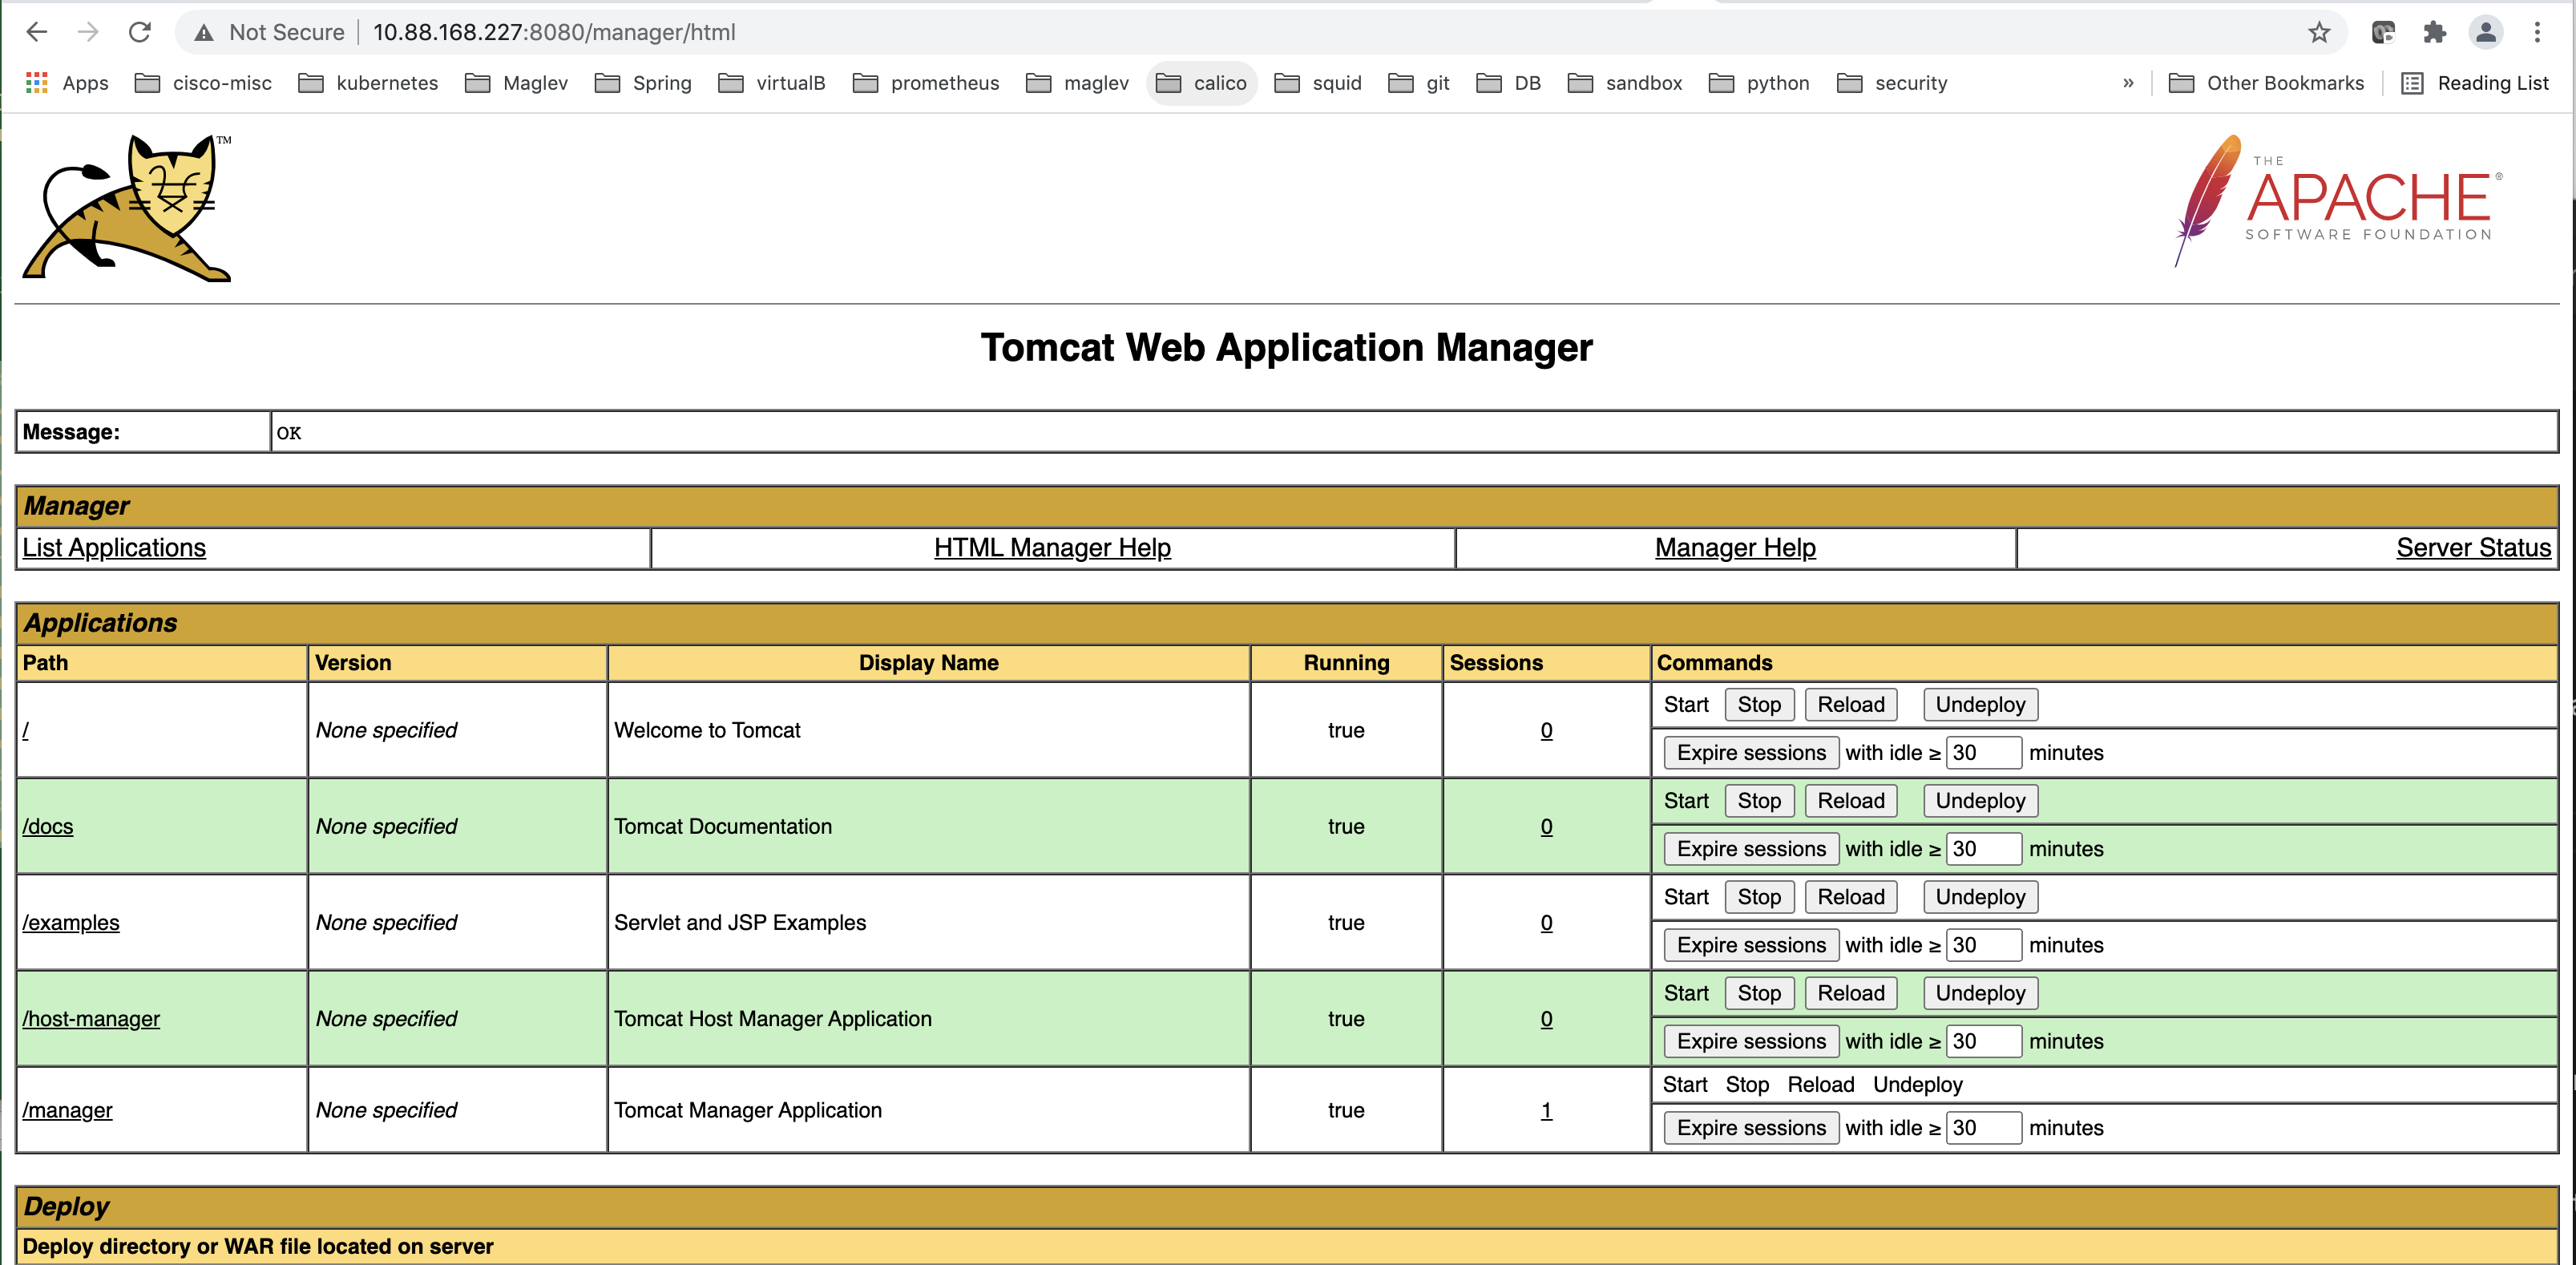 Not Secure 10.88.168.227:8080/manager/html
Apps cisco-misc kubernetes Maglev Spring virtualB prometheus maglev calico squid git DB sandbox python security » Other Bookmarks Reading List
TM
THE
APACHE®
SOFTWARE FOUNDATION
Tomcat Web Application Manager
Message: OK
Manager
List Applications HTML Manager Help Manager Help Server Status
Applications
Path Version Display Name Running Sessions Commands
/ None specified Welcome to Tomcat true 0 Start Stop Reload Undeploy
Expire sessions with idle ≥ 30 minutes
/docs None specified Tomcat Documentation true 0 Start Stop Reload Undeploy
Expire sessions with idle ≥ 30 minutes
/examples None specified Servlet and JSP Examples true 0 Start Stop Reload Undeploy
Expire sessions with idle ≥ 30 minutes
/host-manager None specified Tomcat Host Manager Application true 0 Start Stop Reload Undeploy
Expire sessions with idle ≥ 30 minutes
/manager None specified Tomcat Manager Application true 1 Start Stop Reload Undeploy
Expire sessions with idle ≥ 30 minutes
Deploy
Deploy directory or WAR file located on server